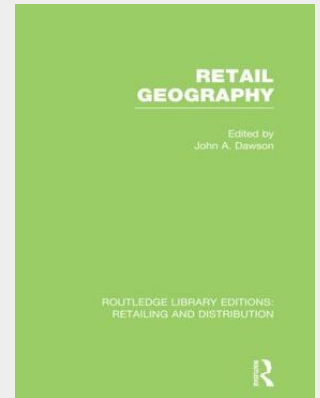 RETAIL
GEOGRAPHY
Edited by
John A. Dawson
ROUTLEDGE LIBRARY EDITIONS:
RETAILING AND DISTRIBUTION